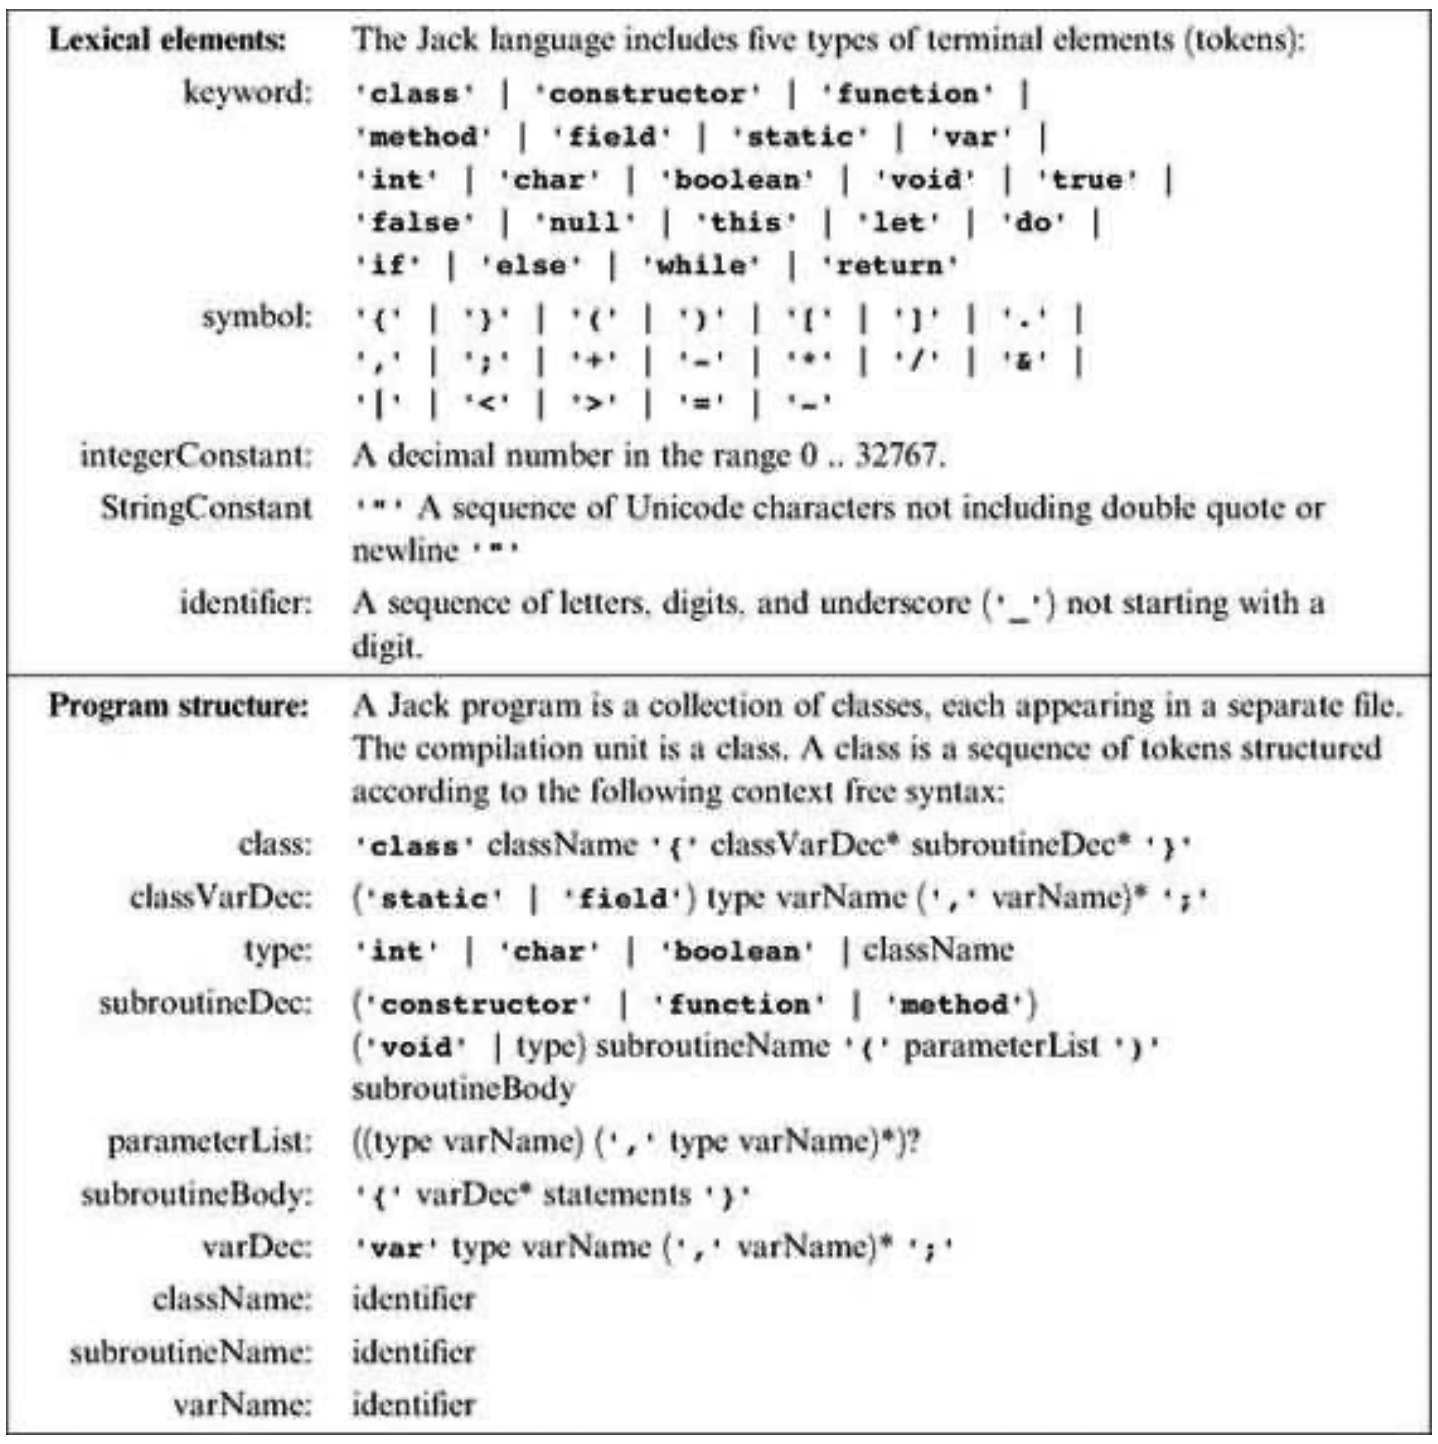 Lexical elements: The Jack language includes five types of terminal elements (tokens):
keyword: 'class' | 'constructor' | 'function' |
'method' | 'field' | 'static' | 'var' |
'int' | 'char' | 'boolean' | 'void' | 'true' |
'false' | 'null' | 'this' | 'let' | 'do' |
'if' | 'else' | 'while' | 'return'
symbol: '{' | '}' | '(' | ')' | '[' | ']' | '.' |
',' | ';' | '+' | '-' | '*' | '/' | '&' |
'|' | '<' | '>' | '=' | '~'
integerConstant: A decimal number in the range 0 .. 32767.
StringConstant '"' A sequence of Unicode characters not including double quote or
newline '"'
identifier: A sequence of letters, digits, and underscore ('_') not starting with a
digit.
Program structure: A Jack program is a collection of classes, each appearing in a separate file.
The compilation unit is a class. A class is a sequence of tokens structured
according to the following context free syntax:
class: 'class' className '{' classVarDec* subroutineDec* '}'
classVarDec: ('static' | 'field') type varName (',' varName)* ';'
type: 'int' | 'char' | 'boolean' | className
subroutineDec: ('constructor' | 'function' | 'method')
('void' | type) subroutineName '(' parameterList ')'
subroutineBody
parameterList: ((type varName) (',' type varName)*)?
subroutineBody: '{' varDec* statements '}'
varDec: 'var' type varName (',' varName)* ';'
className: identifier
subroutineName: identifier
varName: identifier